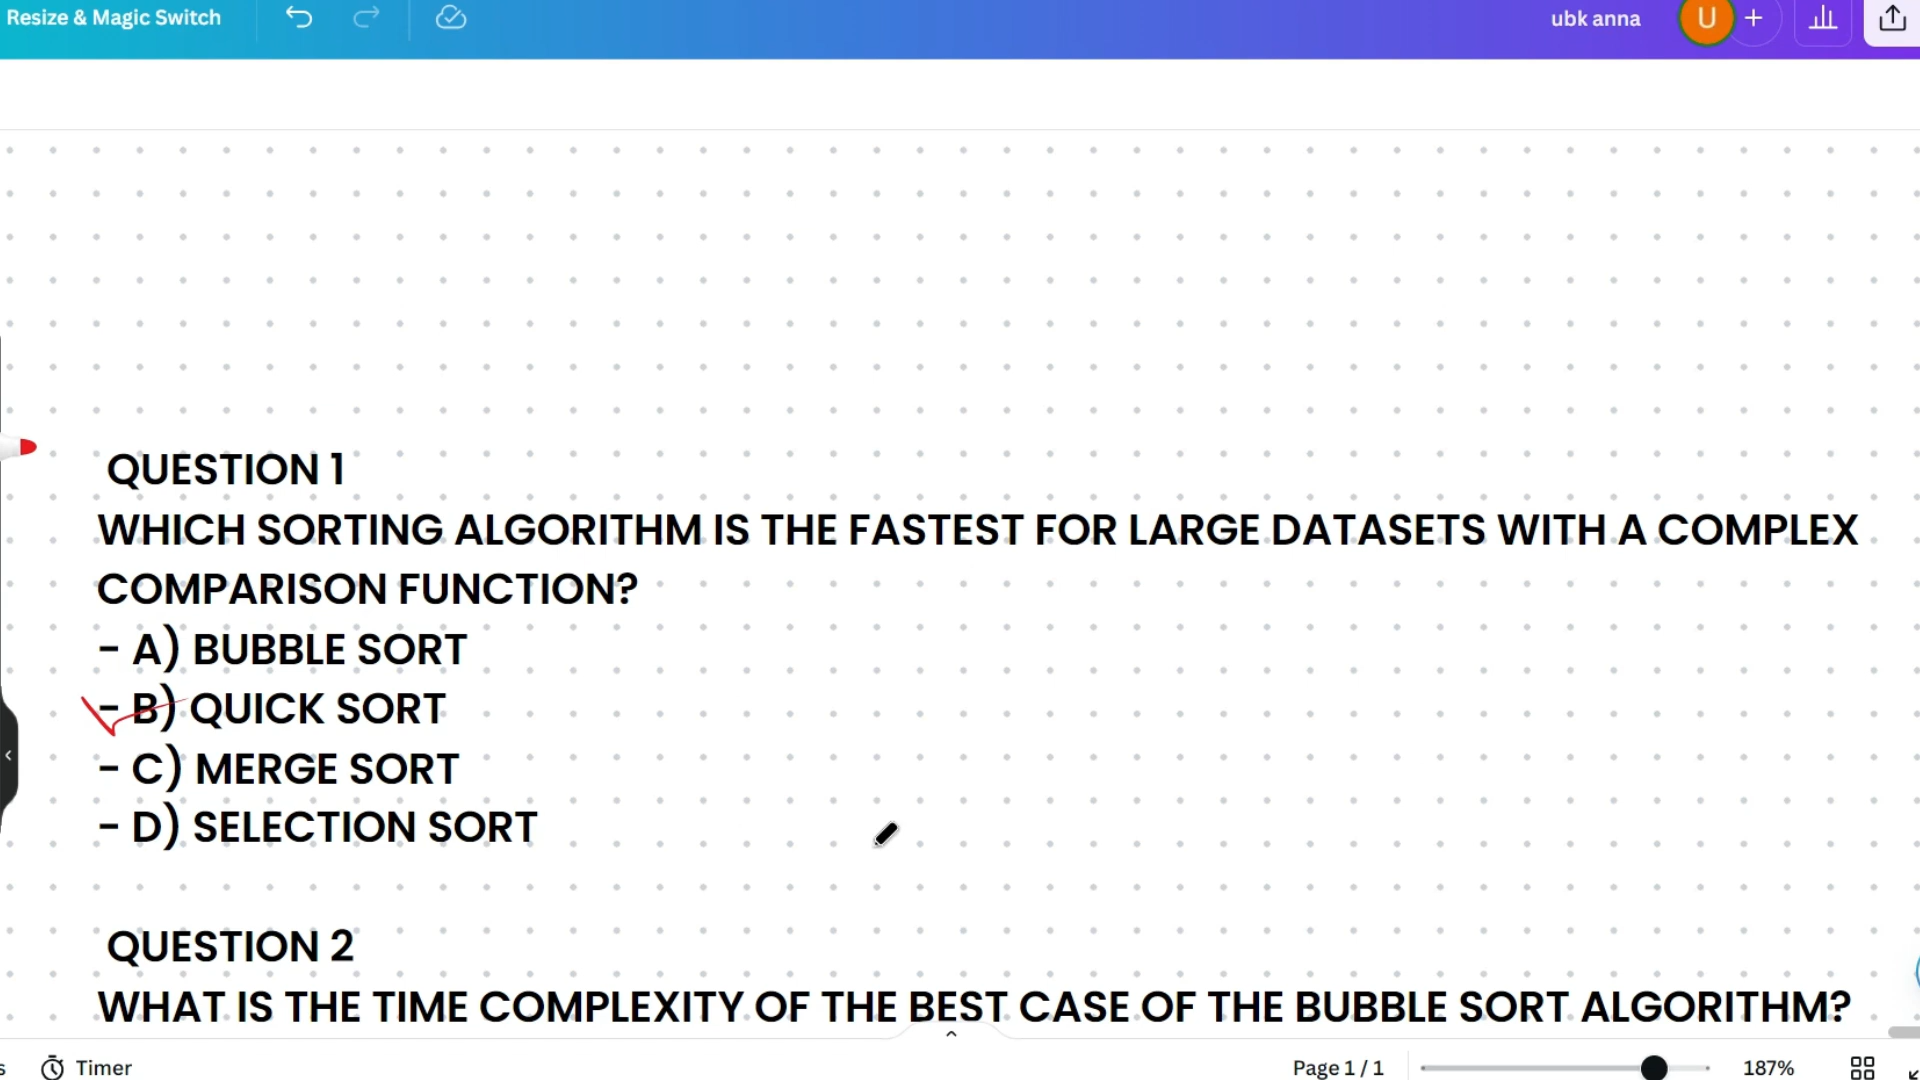 Resize & Magic Switch
ubk anna
U
QUESTION 1
WHICH SORTING ALGORITHM IS THE FASTEST FOR LARGE DATASETS WITH A COMPLEX
COMPARISON FUNCTION?
- A) BUBBLE SORT
- B) QUICK SORT
- C) MERGE SORT
- D) SELECTION SORT
QUESTION 2
WHAT IS THE TIME COMPLEXITY OF THE BEST CASE OF THE BUBBLE SORT ALGORITHM?
s Timer
Page 1 / 1
187%